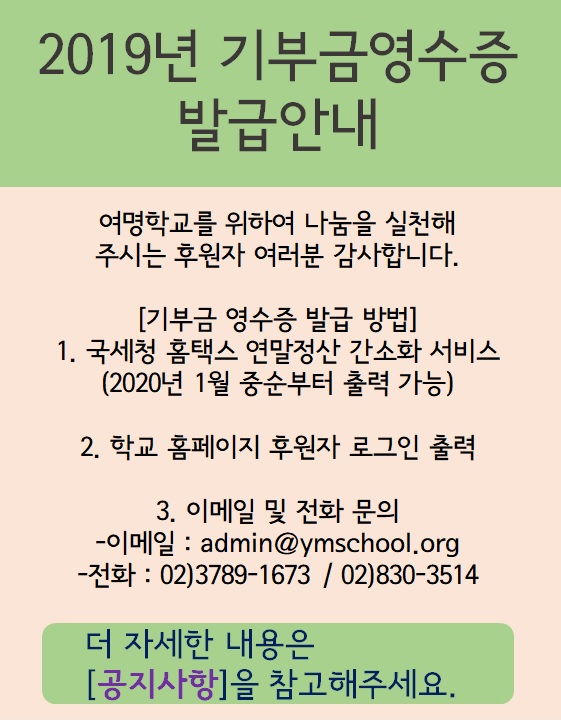 2019년 기부금영수증
발급안내
여명학교를 위하여 나눔을 실천해
주시는 후원자 여러분 감사합니다.
[기부금 영수증 발급 방법]
1. 국세청 홈택스 연말정산 간소화 서비스
(2020년 1월 중순부터 출력 가능)
2. 학교 홈페이지 후원자 로그인 출력
3. 이메일 및 전화 문의
-이메일 : admin@ymschool.org
-전화 : 02)3789-1673 / 02)830-3514
더 자세한 내용은
[공지사항]을 참고해주세요.